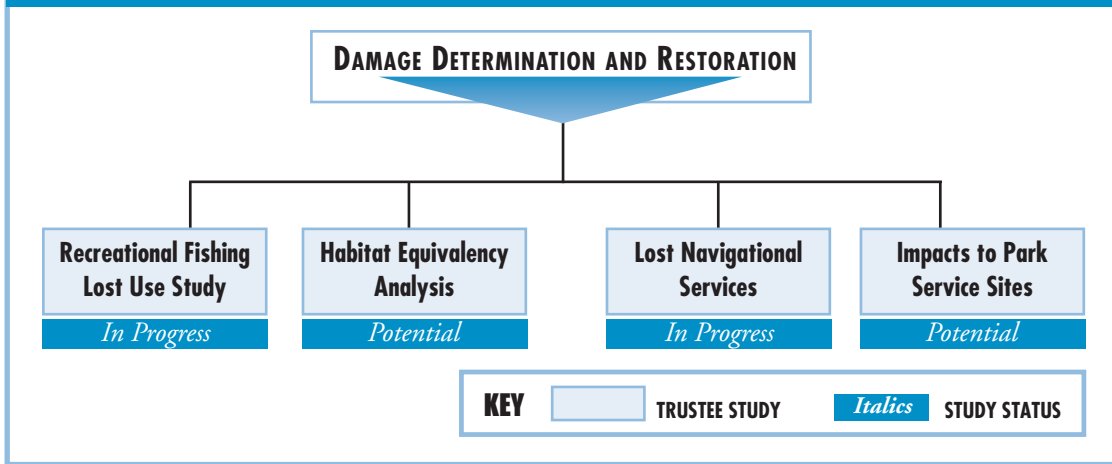 DAMAGE DETERMINATION AND RESTORATION
Recreational Fishing
Lost Use Study
In Progress
Habitat Equivalency
Analysis
Potential
Lost Navigational
Services
In Progress
Impacts to Park
Service Sites
Potential
KEY
TRUSTEE STUDY
Italics
STUDY STATUS